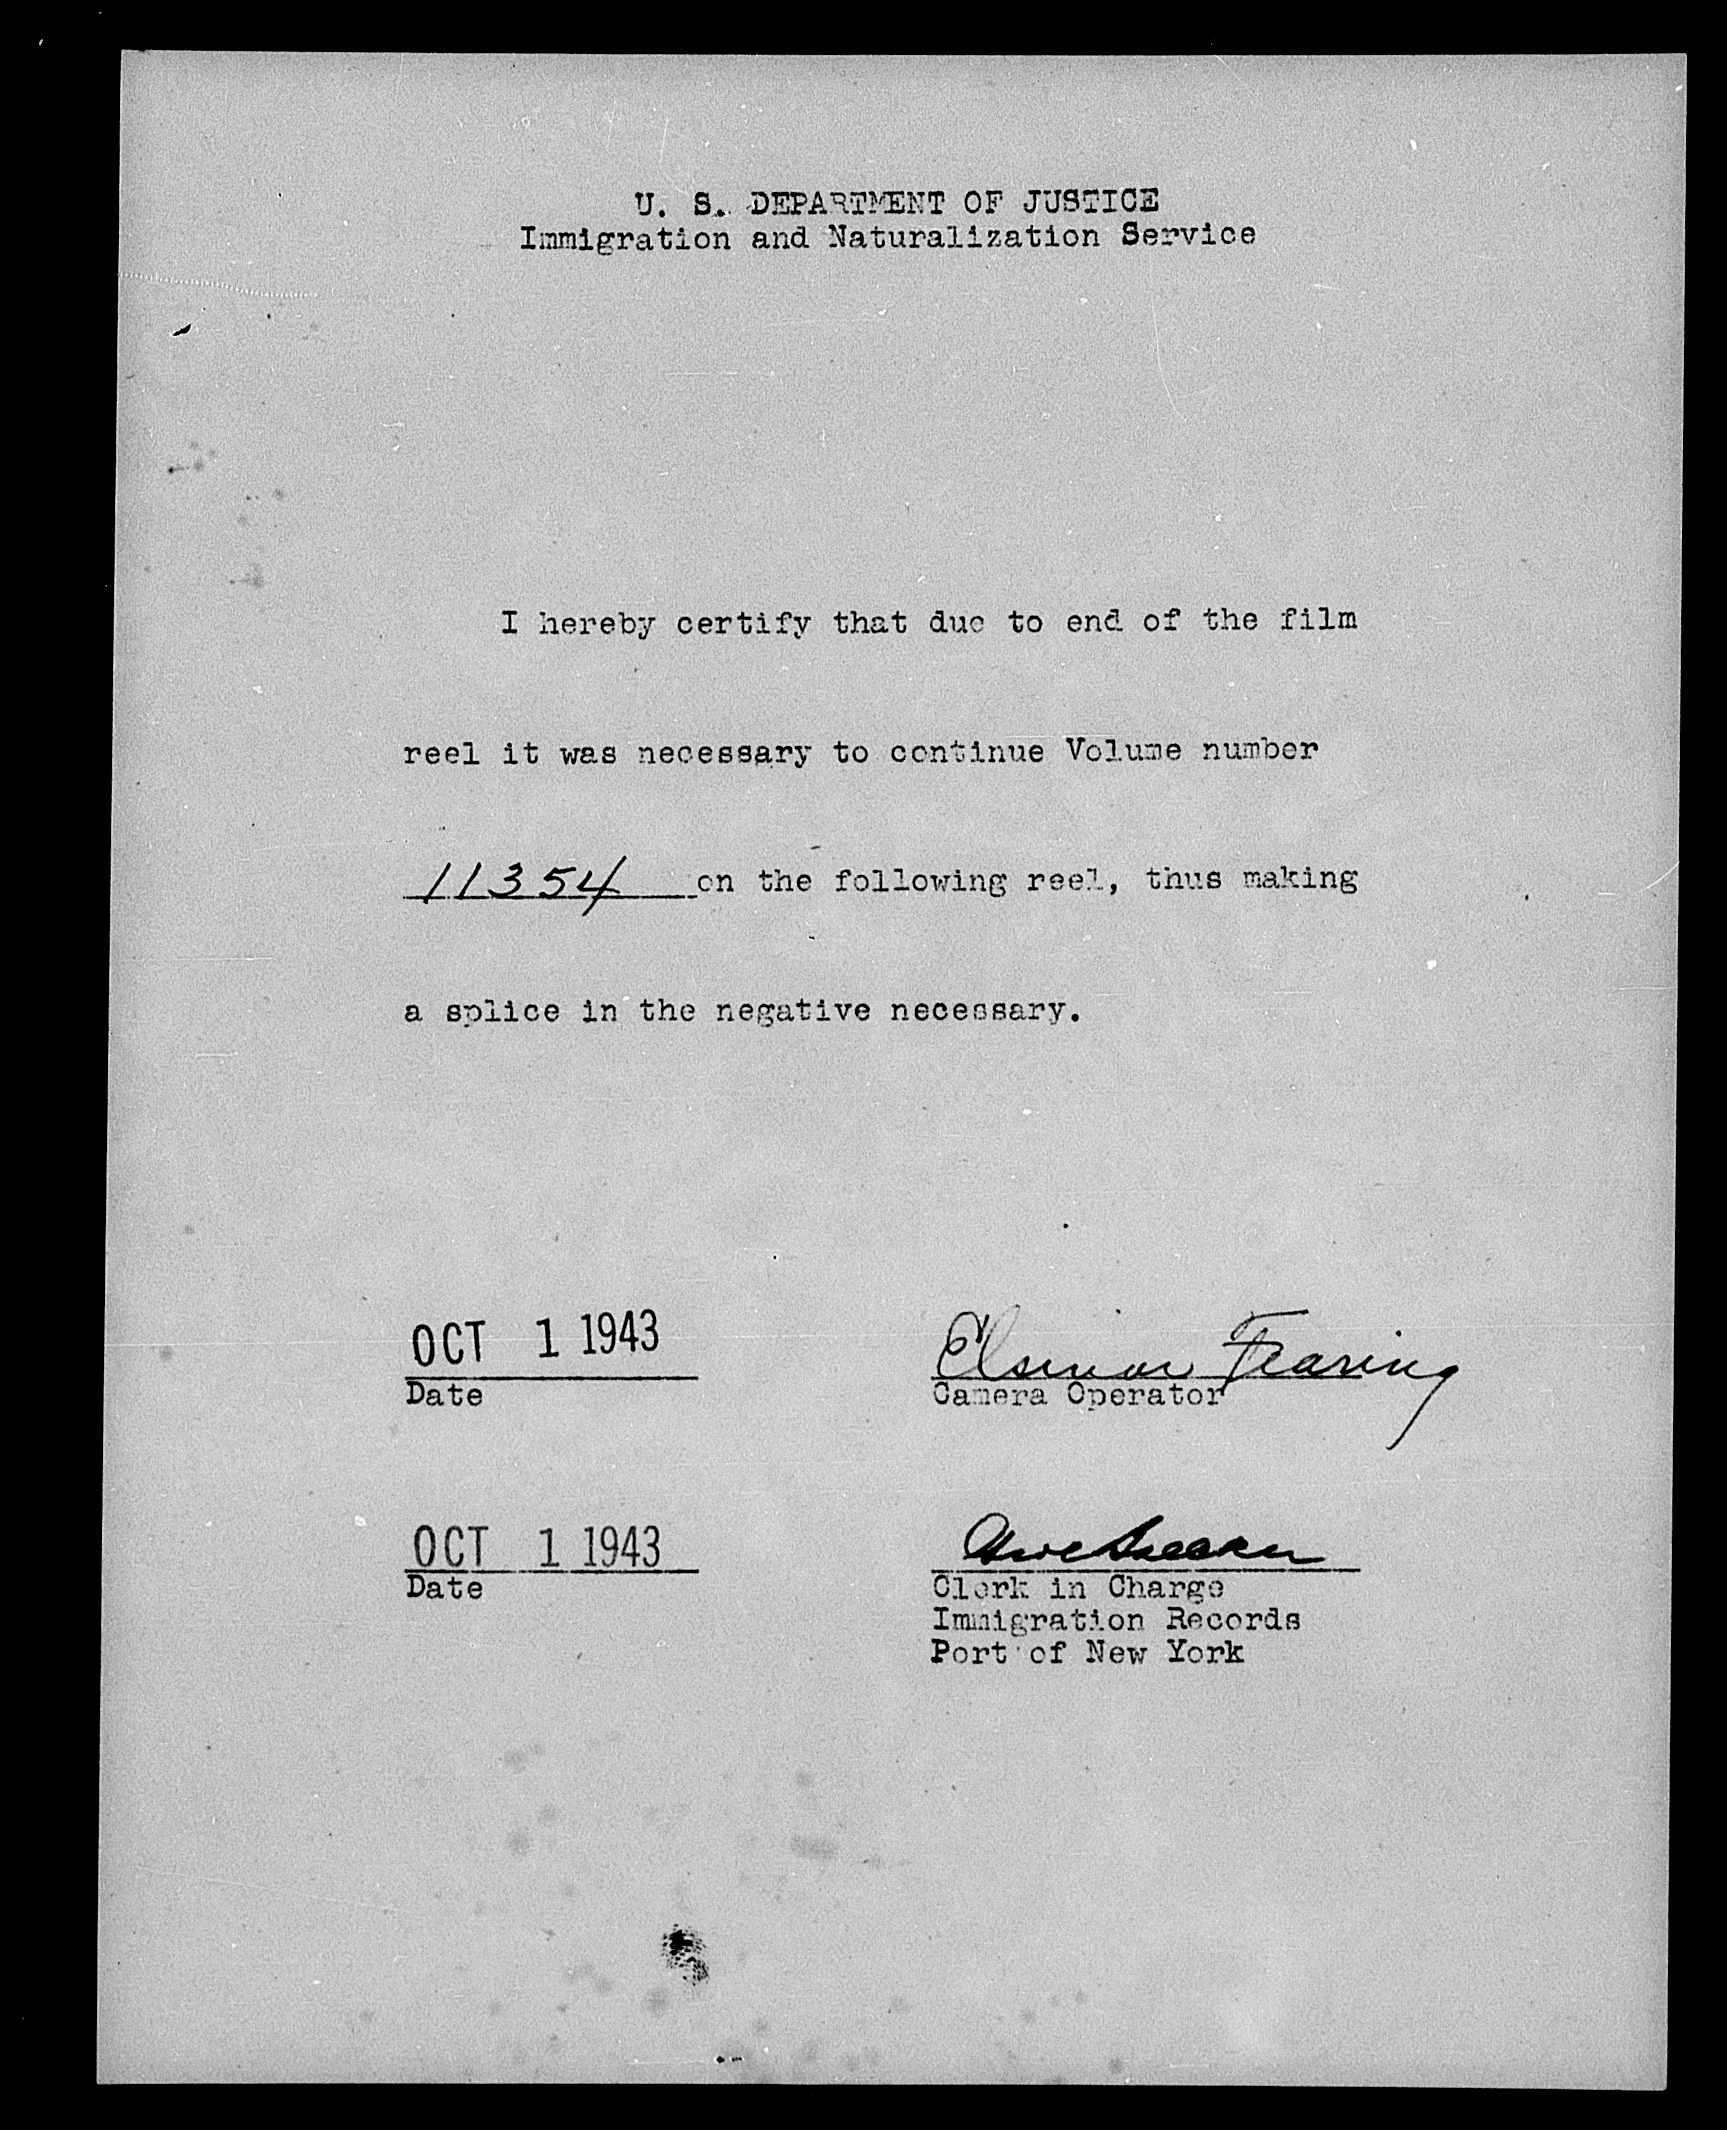 U. S. DEPARTMENT OF JUSTICE
Immigration and Naturalization Service
I hereby certify that due to end of the film
reel it was necessary to continue Volume number
11354 on the following reel, thus making
a splice in the negative necessary.
OCT 1 1943
Elsinor Fearing
Date
Camera Operator
OCT 1 1943
Date
Clerk in Charge
Immigration Records
Port of New York